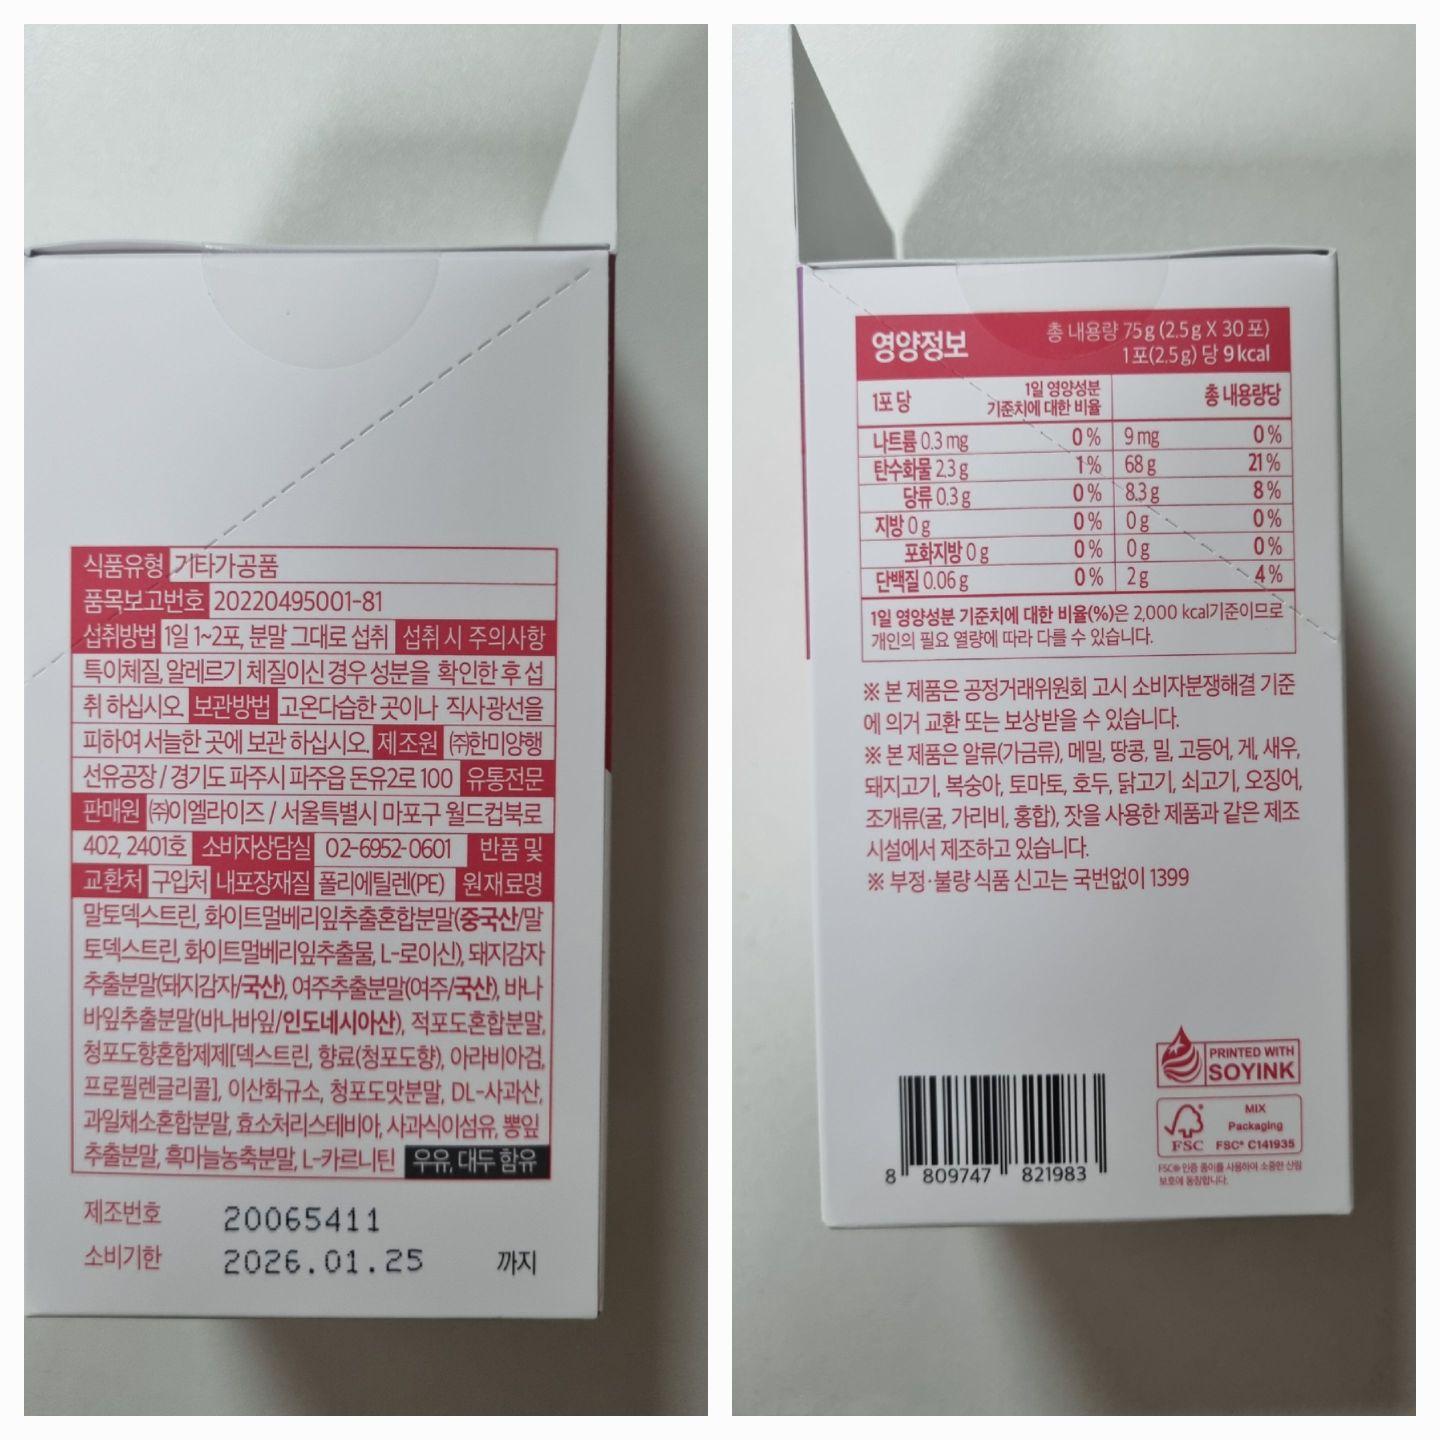 식품유형 기타가공품
품목보고번호 20220495001-81
섭취방법 1일 1~2포, 분말 그대로 섭취 섭취 시 주의사항
특이체질, 알레르기 체질이신 경우 성분을 확인한 후 섭
취 하십시오. 보관방법 고온다습한 곳이나 직사광선을
피하여 서늘한 곳에 보관 하십시오. 제조원 ㈜한미양행
선유공장 / 경기도 파주시 파주읍 돈유2로 100 유통전문
판매원 ㈜이엘라이즈 / 서울특별시 마포구 월드컵북로
402, 2401호 소비자상담실 02-6952-0601 반품 및
교환처 구입처 내포장재질 폴리에틸렌(PE) 원재료명
말토덱스트린, 화이트멀베리잎추출혼합분말(중국산/말
토덱스트린, 화이트멀베리잎추출물, L-로이신), 돼지감자
추출분말(돼지감자/국산), 여주추출분말(여주/국산), 바나
바잎추출분말(바나바잎/인도네시아산), 적포도혼합분말,
청포도향혼합제제[덱스트린, 향료(청포도향), 아라비아검,
프로필렌글리콜], 이산화규소, 청포도맛분말, DL-사과산,
과일채소혼합분말, 효소처리스테비아, 사과식이섬유, 뽕잎
추출분말, 흑마늘농축분말, L-카르니틴 우유, 대두 함유
제조번호 20065411
소비기한 2026.01.25 까지
영양정보 총 내용량 75g (2.5g X 30포)
1포(2.5g) 당 9kcal
1포당 1일 영양성분 기준치에 대한 비율 총 내용량당
나트륨 0.3mg 0% 9mg 0%
탄수화물 2.3g 1% 68g 21%
당류 0.3g 0% 8.3g 8%
지방 0g 0% 0g 0%
포화지방 0g 0% 0g 0%
단백질 0.06g 0% 2g 4%
1일 영양성분 기준치에 대한 비율(%)은 2,000 kcal기준이므로
개인의 필요 열량에 따라 다를 수 있습니다.
※ 본 제품은 공정거래위원회 고시 소비자분쟁해결 기준
에 의거 교환 또는 보상받을 수 있습니다.
※ 본 제품은 알류(가금류), 메밀, 땅콩, 밀, 고등어, 게, 새우,
돼지고기, 복숭아, 토마토, 호두, 닭고기, 쇠고기, 오징어,
조개류(굴, 가리비, 홍합), 잣을 사용한 제품과 같은 제조
시설에서 제조하고 있습니다.
※ 부정·불량 식품 신고는 국번없이 1399
PRINTED WITH
SOYINK
MIX
Packaging
FSC FSC® C141935
FSC® 인증 종이를 사용하여 소중한 산림
보호에 동참합니다.
8 809747 821983